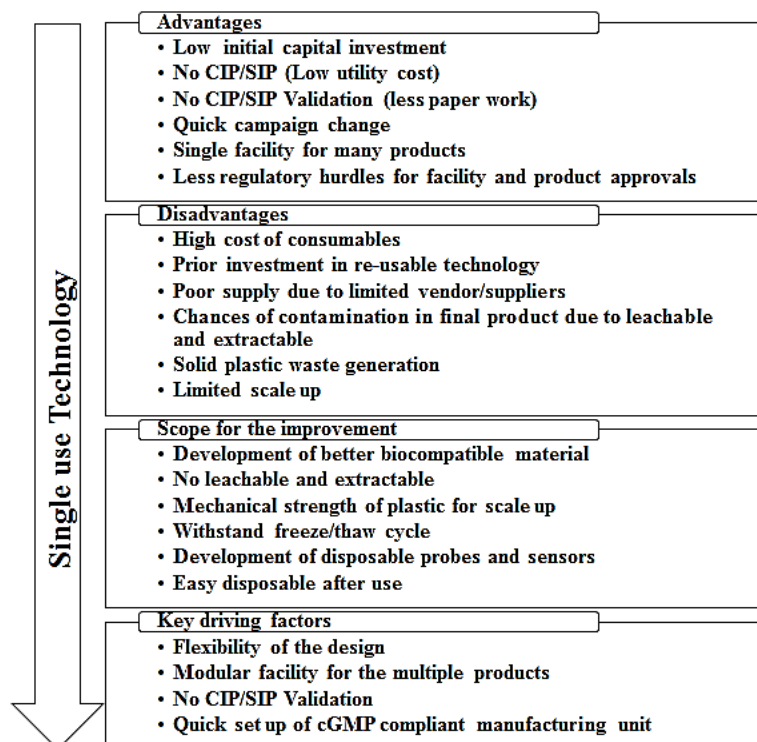 Single use Technology
Advantages
• Low initial capital investment
• No CIP/SIP (Low utility cost)
• No CIP/SIP Validation (less paper work)
• Quick campaign change
• Single facility for many products
• Less regulatory hurdles for facility and product approvals
Disadvantages
• High cost of consumables
• Prior investment in re-usable technology
• Poor supply due to limited vendor/suppliers
• Chances of contamination in final product due to leachable
and extractable
• Solid plastic waste generation
• Limited scale up
Scope for the improvement
• Development of better biocompatible material
• No leachable and extractable
• Mechanical strength of plastic for scale up
• Withstand freeze/thaw cycle
• Development of disposable probes and sensors
• Easy disposable after use
Key driving factors
• Flexibility of the design
• Modular facility for the multiple products
• No CIP/SIP Validation
• Quick set up of cGMP compliant manufacturing unit